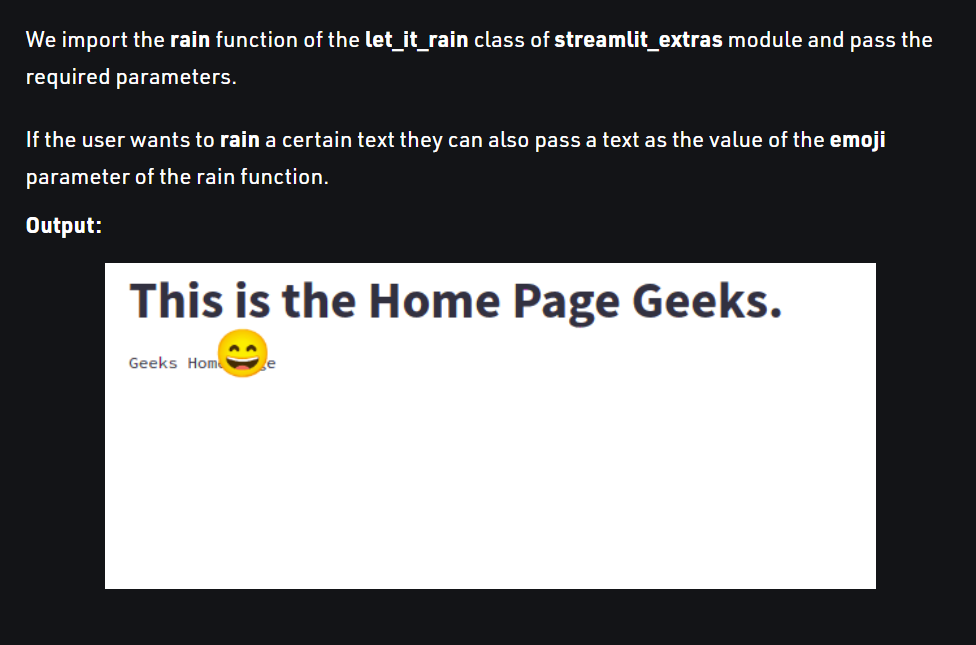 We import the rain function of the let_it_rain class of streamlit_extras module and pass the
required parameters.
If the user wants to rain a certain text they can also pass a text as the value of the emoji
parameter of the rain function.
Output:
This is the Home Page Geeks.
Geeks